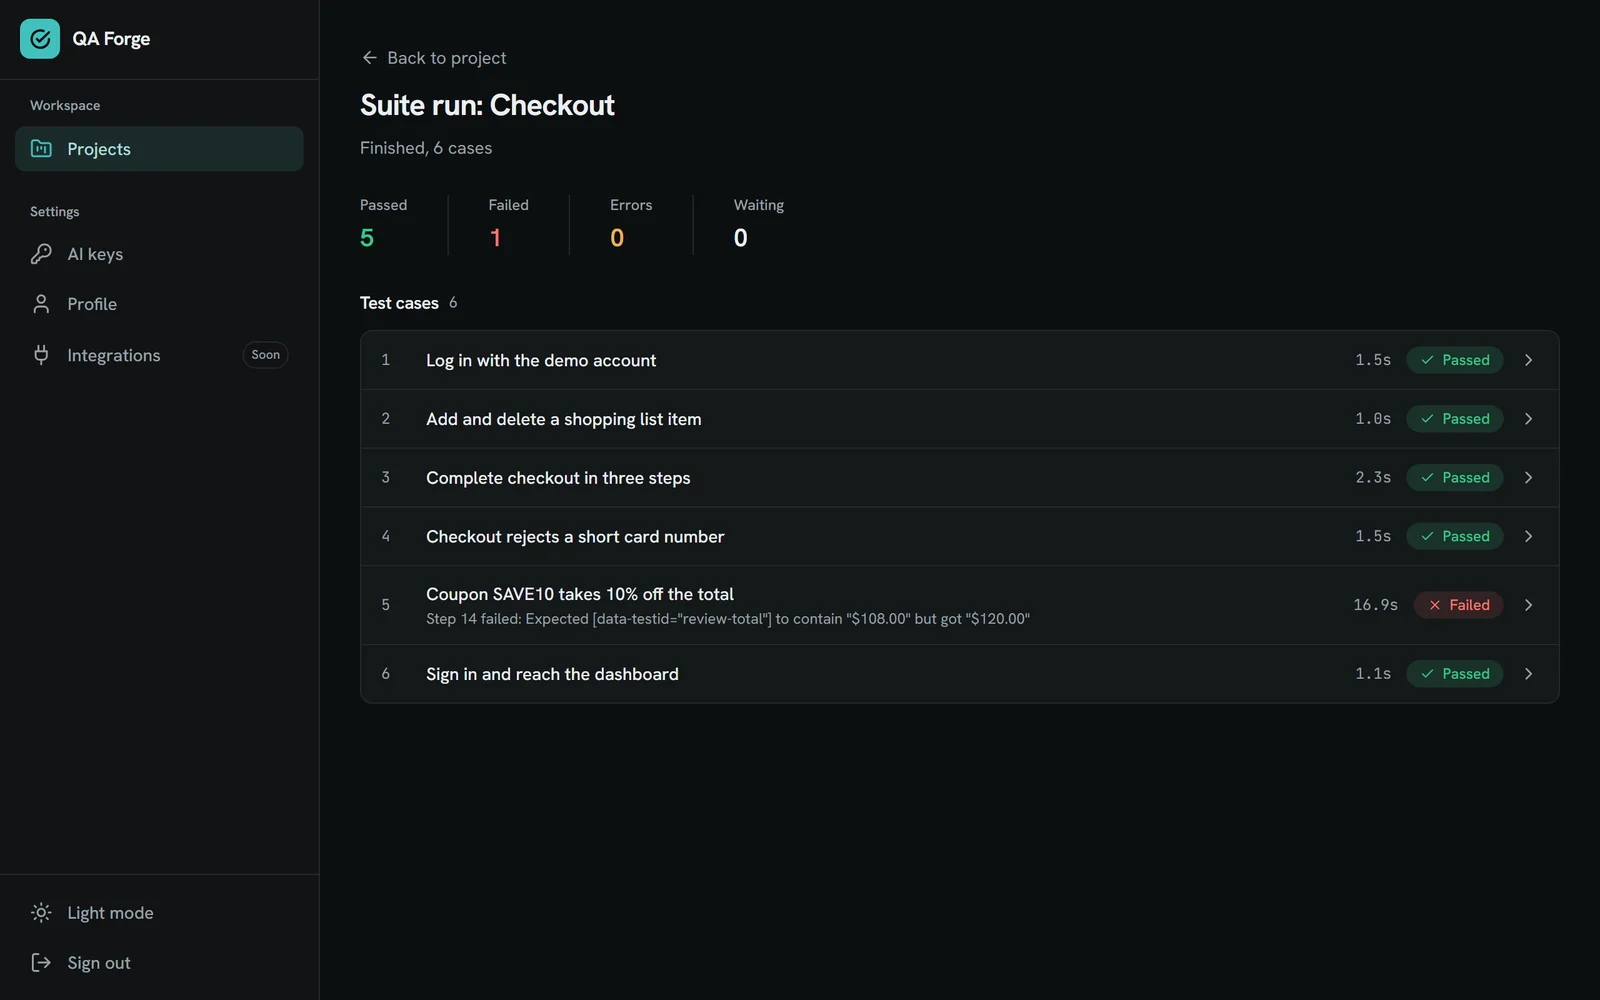 QA Forge
Workspace
Projects
Settings
AI keys
Profile
Integrations Soon
Light mode
Sign out
Back to project
Suite run: Checkout
Finished, 6 cases
Passed Failed Errors Waiting
5 1 0 0
Test cases 6
1 Log in with the demo account 1.5s Passed
2 Add and delete a shopping list item 1.0s Passed
3 Complete checkout in three steps 2.3s Passed
4 Checkout rejects a short card number 1.5s Passed
5 Coupon SAVE10 takes 10% off the total 16.9s Failed
Step 14 failed: Expected [data-testid="review-total"] to contain "$108.00" but got "$120.00"
6 Sign in and reach the dashboard 1.1s Passed